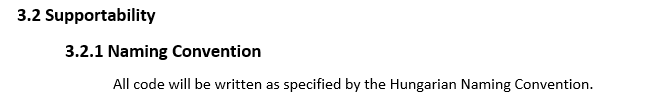 3.2 Supportability
3.2.1 Naming Convention
All code will be written as specified by the Hungarian Naming Convention.